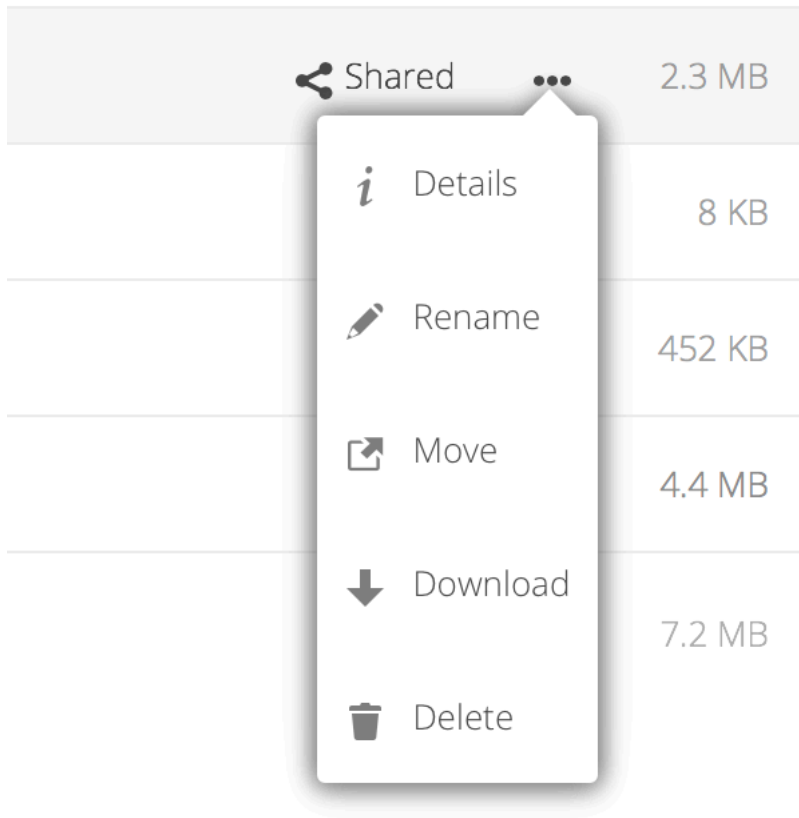 Shared ••• 2.3 MB
Details
8 KB
Rename
452 KB
Move
4.4 MB
Download
7.2 MB
Delete